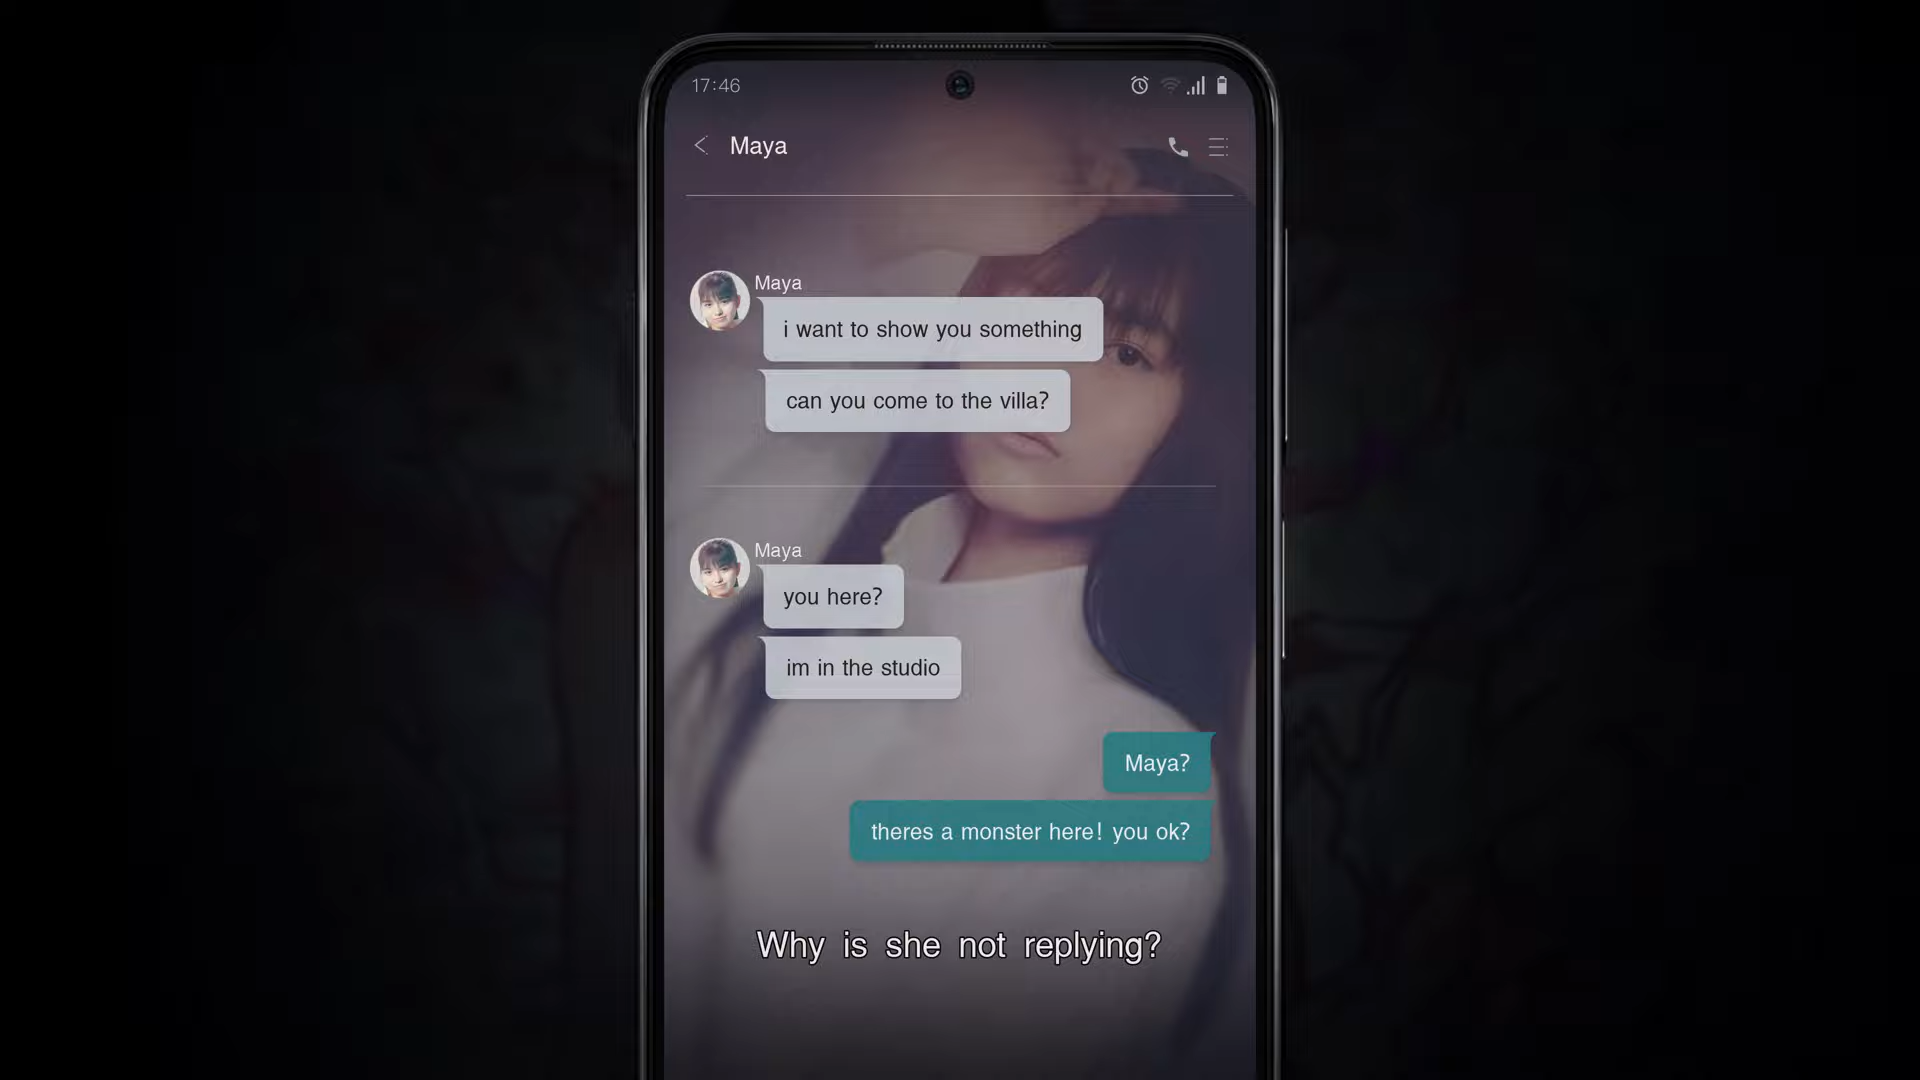 17:46
Maya
Maya
i want to show you something
can you come to the villa?
Maya
you here?
im in the studio
Maya?
theres a monster here! you ok?
Why is she not replying?